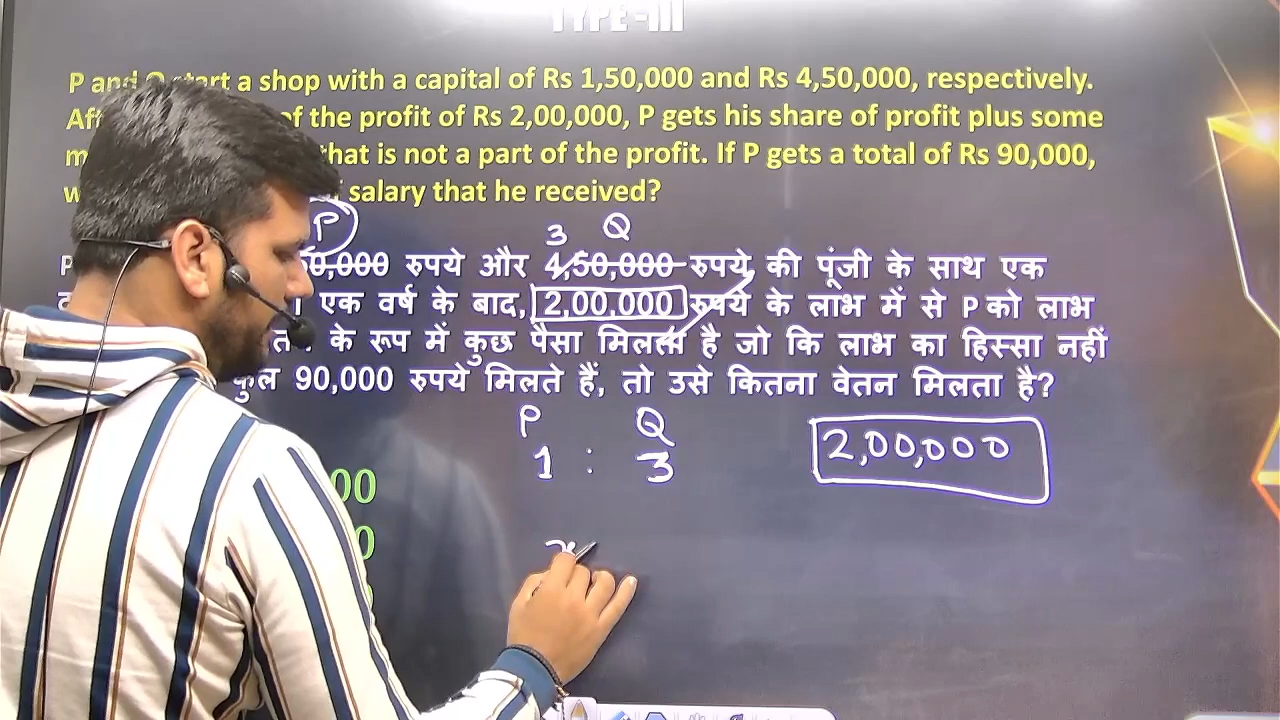 TYPE-III
P and Q start a shop with a capital of Rs 1,50,000 and Rs 4,50,000, respectively.
of the profit of Rs 2,00,000, P gets his share of profit plus some
that is not a part of the profit. If P gets a total of Rs 90,000,
salary that he received?
P 3 Q
0,000 रुपये और 4,50,000 रुपये की पूंजी के साथ एक
एक वर्ष के बाद, 2,00,000 रुपये के लाभ में से P को लाभ
के रूप में कुछ पैसा मिलता है जो कि लाभ का हिस्सा नहीं
कुल 90,000 रुपये मिलते हैं, तो उसे कितना वेतन मिलता है?
P Q
1 : 3 2,00,000
00
0